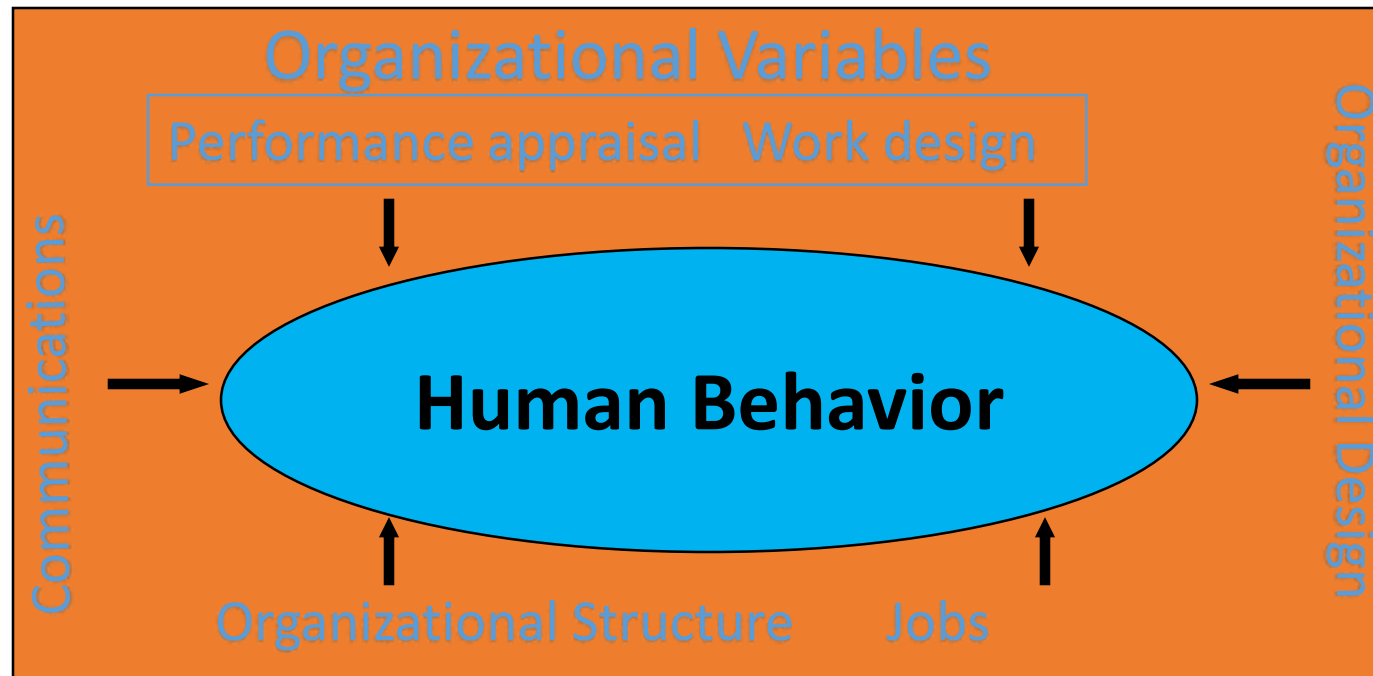 Organizational Variables
Performance appraisal Work design
Communications
Human Behavior
Organizational Design
Organizational Structure Jobs